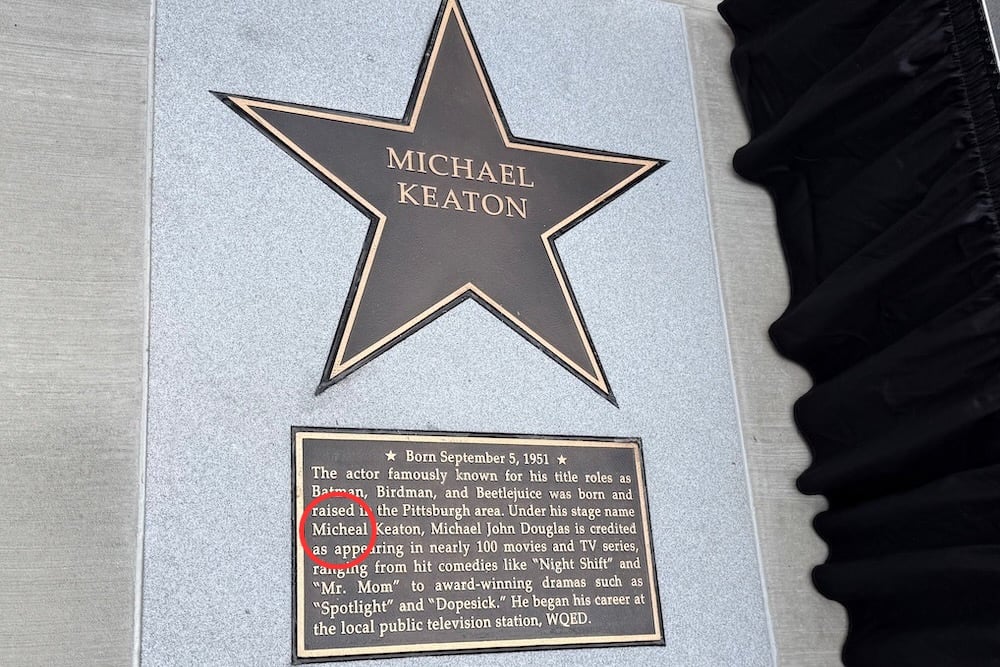 MICHAEL
KEATON
★ Born September 5, 1951 ★
The actor famously known for his title roles as
Batman, Birdman, and Beetlejuice was born and
raised in the Pittsburgh area. Under his stage name
Micheal Keaton, Michael John Douglas is credited
as appearing in nearly 100 movies and TV series,
ranging from hit comedies like “Night Shift” and
“Mr. Mom” to award-winning dramas such as
“Spotlight” and “Dopesick.” He began his career at
the local public television station, WQED.